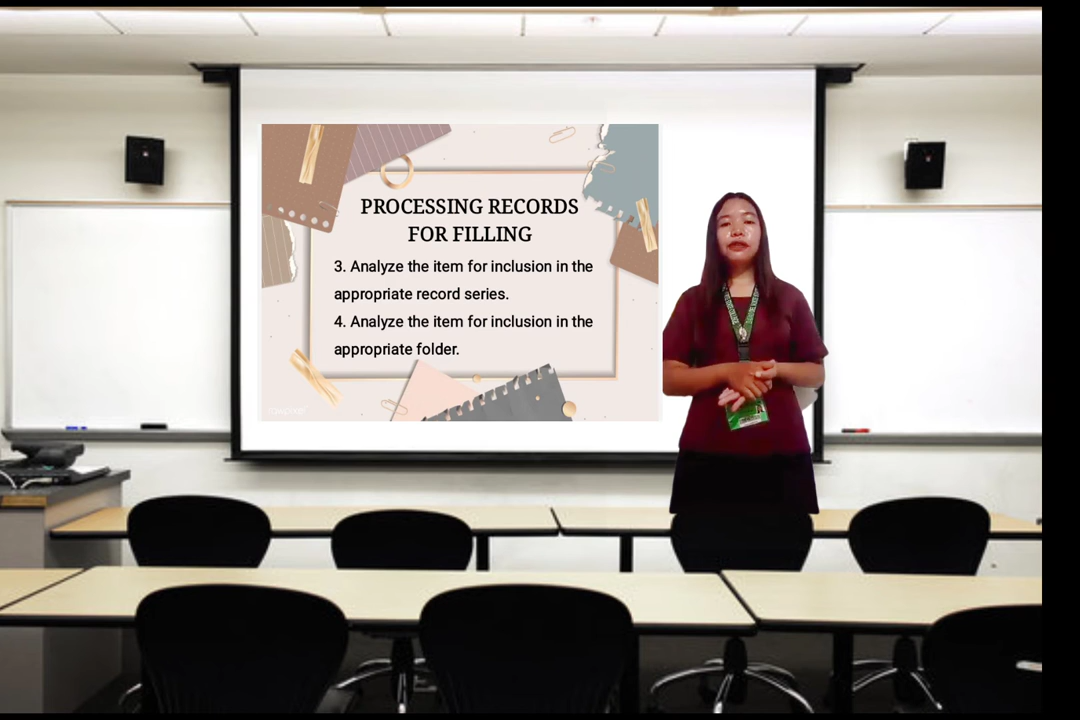 PROCESSING RECORDS
FOR FILLING
3. Analyze the item for inclusion in the
appropriate record series.
4. Analyze the item for inclusion in the
appropriate folder.
rawpixel